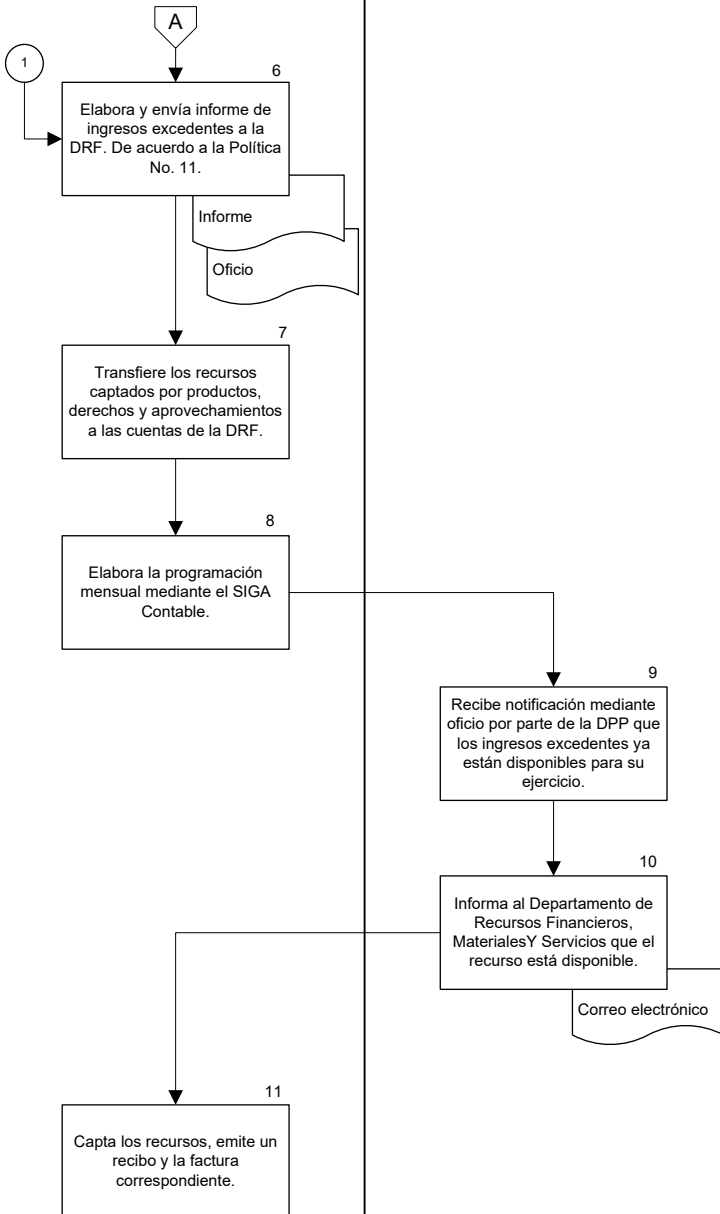 A
1
6
Elabora y envía informe de
ingresos excedentes a la
DRF. De acuerdo a la Política
No. 11.
Informe
Oficio
7
Transfiere los recursos
captados por productos,
derechos y aprovechamientos
a las cuentas de la DRF.
8
Elabora la programación
mensual mediante el SIGA
Contable.
9
Recibe notificación mediante
oficio por parte de la DPP que
los ingresos excedentes ya
están disponibles para su
ejercicio.
10
Informa al Departamento de
Recursos Financieros,
MaterialesY Servicios que el
recurso está disponible.
Correo electrónico
11
Capta los recursos, emite un
recibo y la factura
correspondiente.